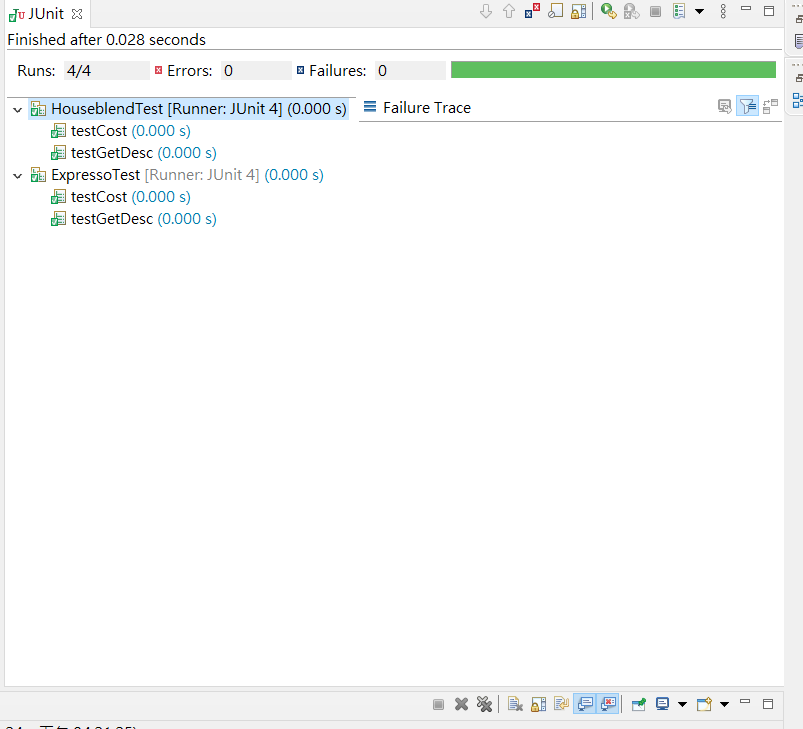 JUnit
Finished after 0.028 seconds
Runs: 4/4 Errors: 0 Failures: 0
HouseblendTest [Runner: JUnit 4] (0.000 s)
Failure Trace
testCost (0.000 s)
testGetDesc (0.000 s)
ExpressoTest [Runner: JUnit 4] (0.000 s)
testCost (0.000 s)
testGetDesc (0.000 s)